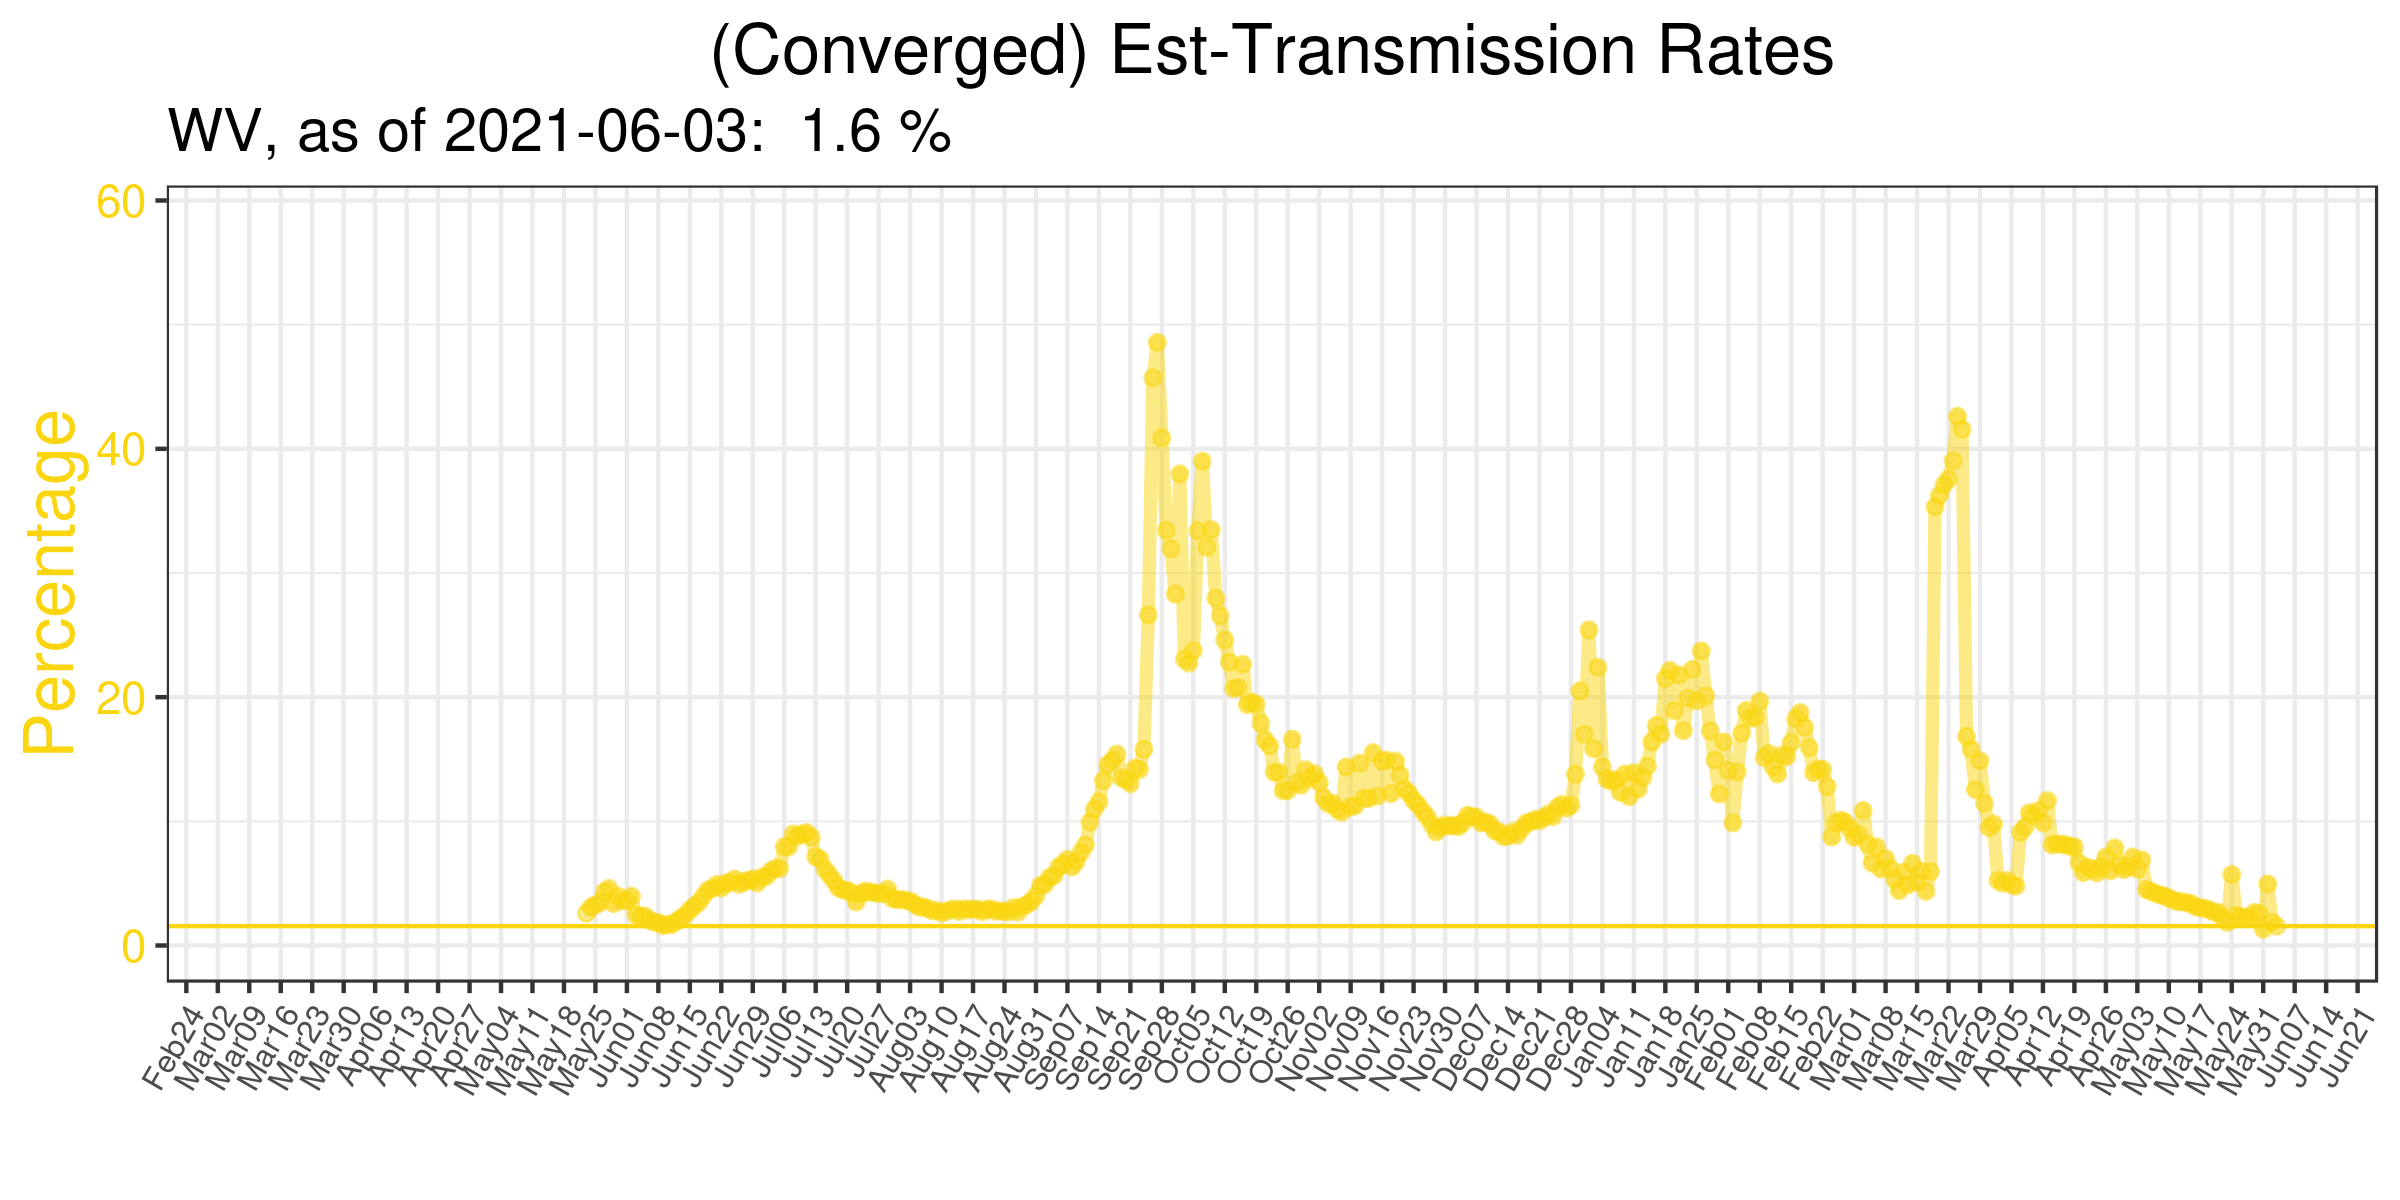 (Converged) Est-Transmission Rates
WV, as of 2021-06-03:  1.6 %
Percentage
60
40
20
0
Feb24
Mar02
Mar09
Mar16
Mar23
Mar30
Apr06
Apr13
Apr20
Apr27
May04
May11
May18
May25
Jun01
Jun08
Jun15
Jun22
Jun29
Jul06
Jul13
Jul20
Jul27
Aug03
Aug10
Aug17
Aug24
Aug31
Sep07
Sep14
Sep21
Sep28
Oct05
Oct12
Oct19
Oct26
Nov02
Nov09
Nov16
Nov23
Nov30
Dec07
Dec14
Dec21
Dec28
Jan04
Jan11
Jan18
Jan25
Feb01
Feb08
Feb15
Feb22
Mar01
Mar08
Mar15
Mar22
Mar29
Apr05
Apr12
Apr19
Apr26
May03
May10
May17
May24
May31
Jun07
Jun14
Jun21